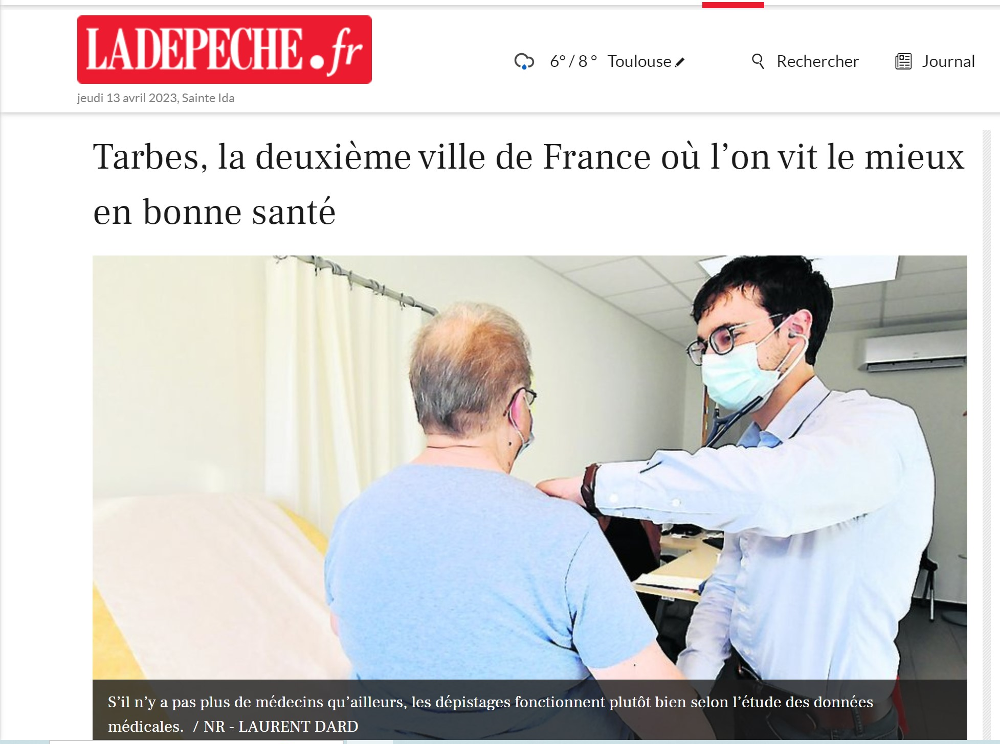 LADEPECHE.fr
6° / 8° Toulouse
Rechercher
Journal
jeudi 13 avril 2023, Sainte Ida
Tarbes, la deuxième ville de France où l’on vit le mieux
en bonne santé
S’il n’y a pas plus de médecins qu’ailleurs, les dépistages fonctionnent plutôt bien selon l’étude des données
médicales. / NR - LAURENT DARD